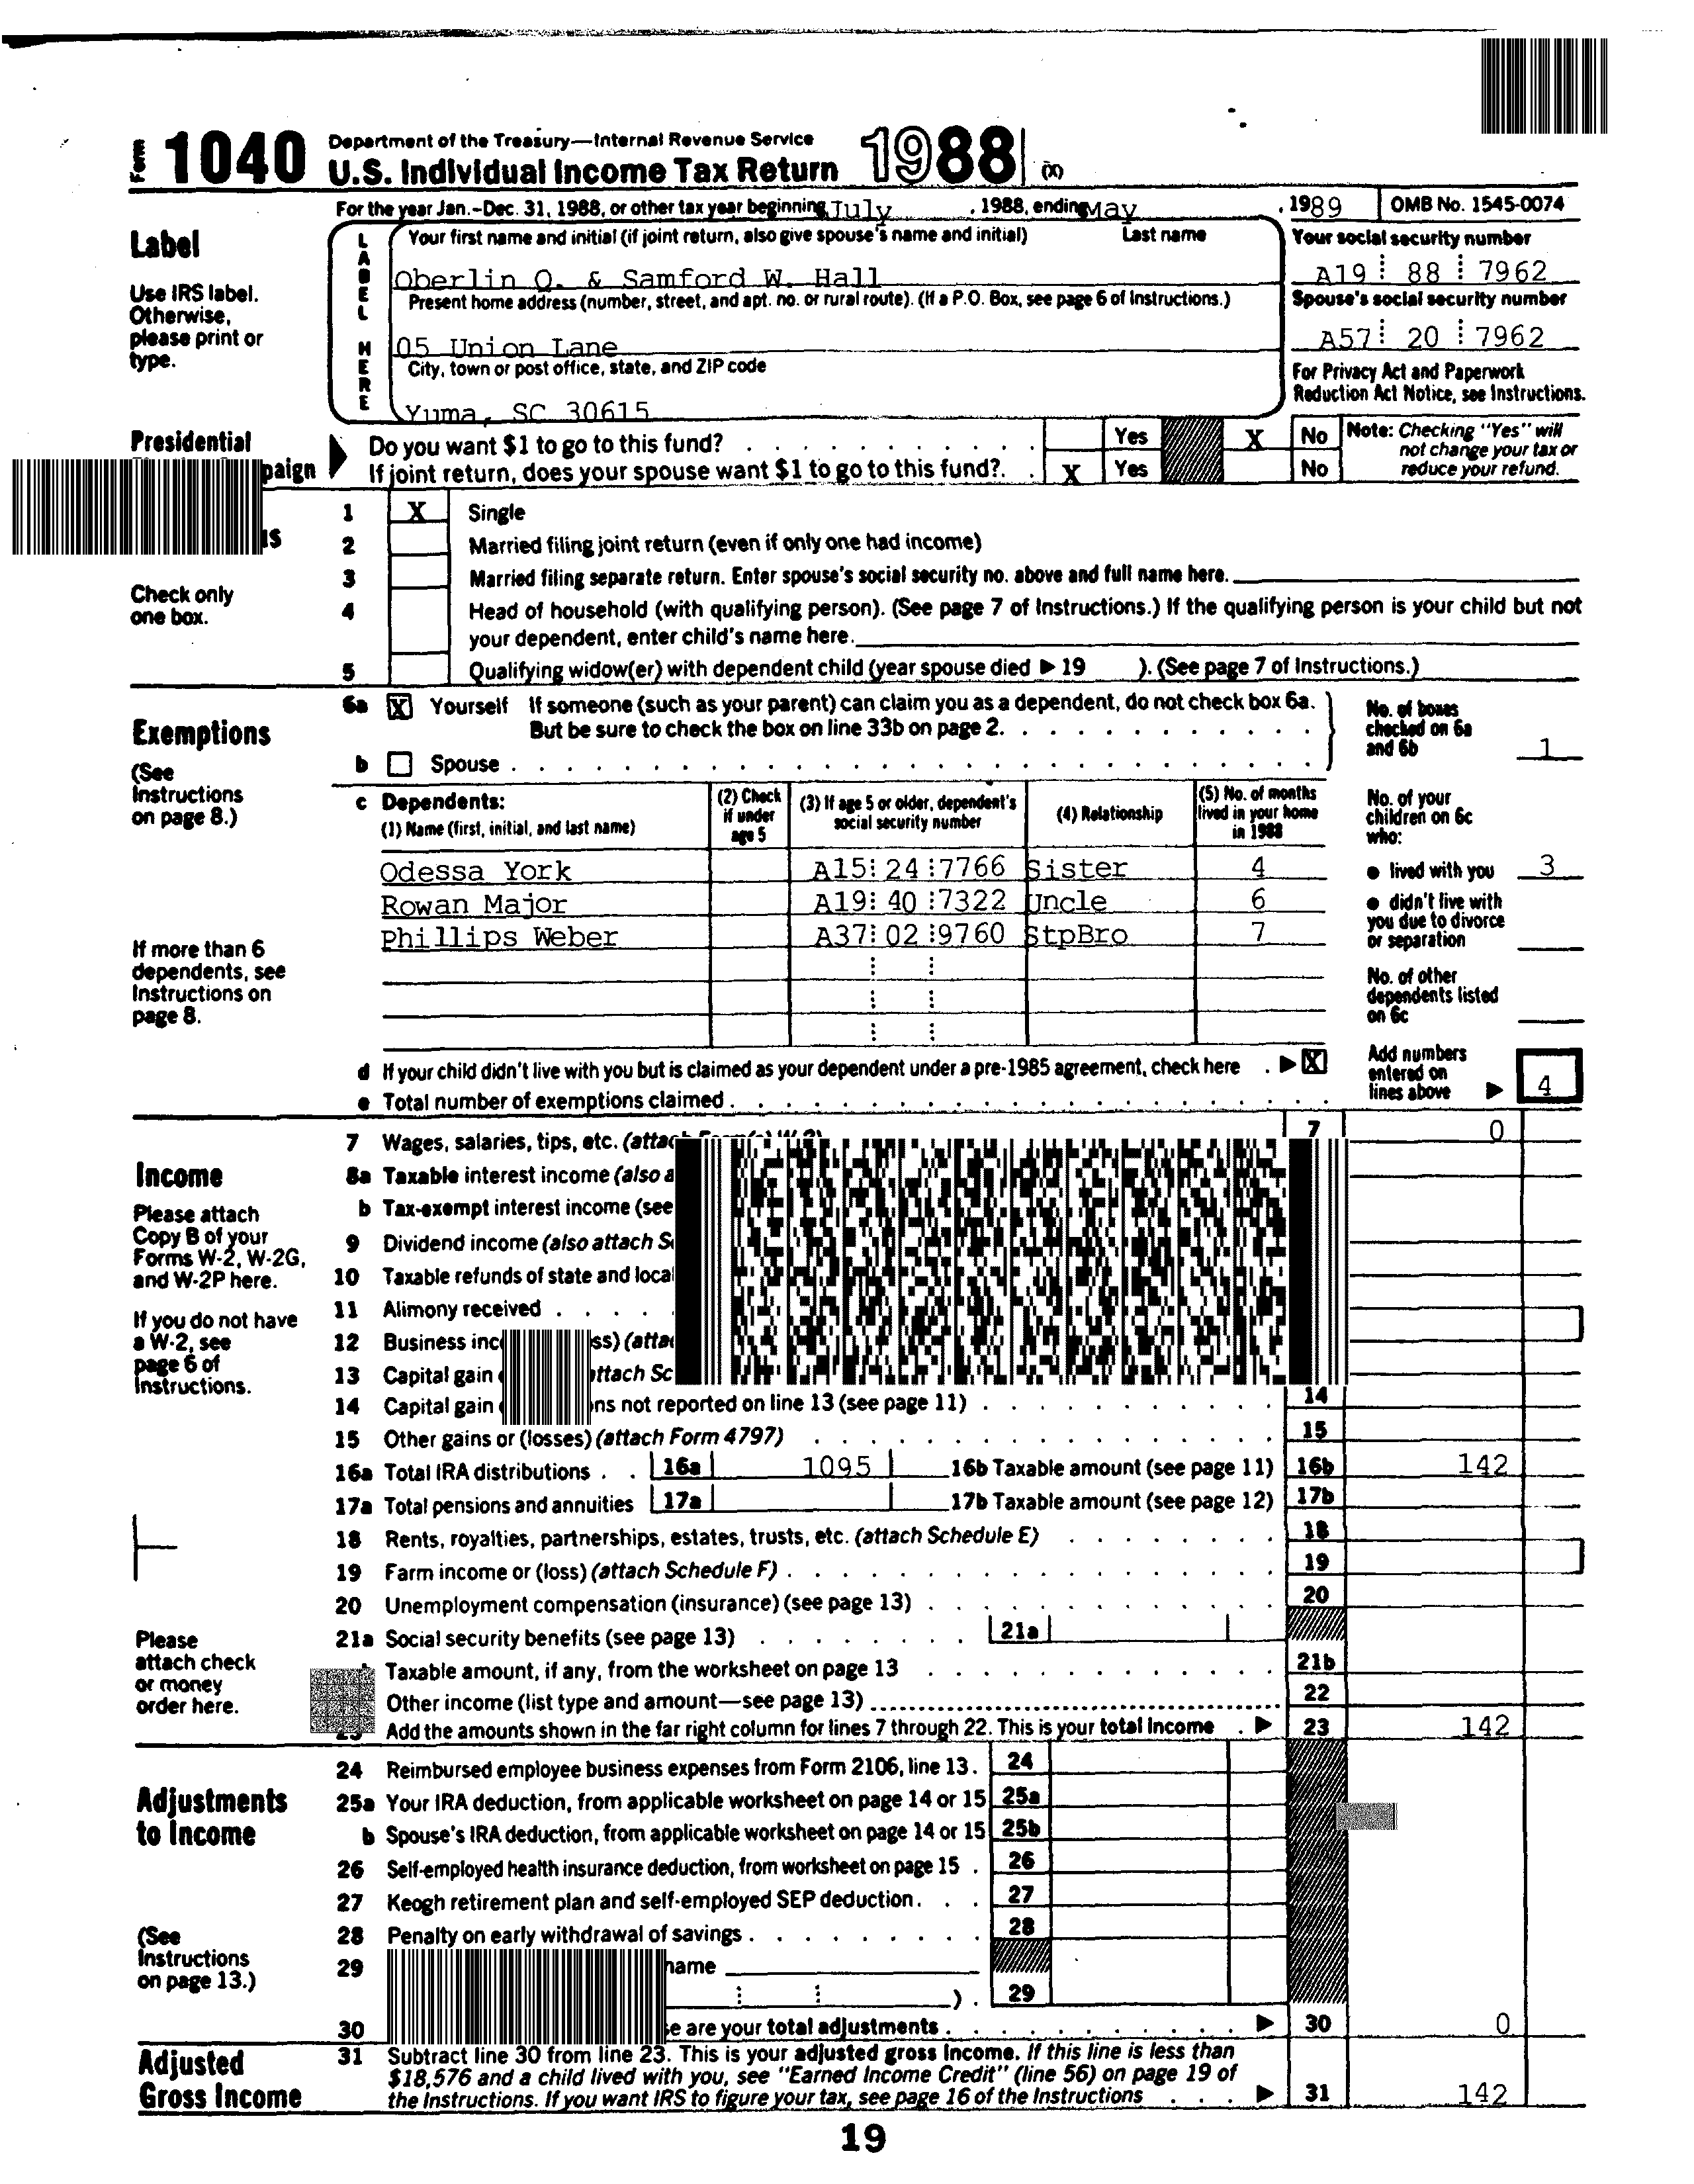 Form 1040 Department of the Treasury—Internal Revenue Service
U.S. Individual Income Tax Return 1988 (X)
For the year Jan.-Dec. 31, 1988, or other tax year beginning July , 1988, ending May , 1989 OMB No. 1545-0074
Label
Use IRS label. Otherwise, please print or type.
LABEL HERE
Your first name and initial (if joint return, also give spouse's name and initial) Last name
Oberlin O. & Samford W. Hall
Your social security number
A19 88 7962
Present home address (number, street, and apt. no. or rural route). (If a P.O. Box, see page 6 of Instructions.)
05 Union Lane
Spouse's social security number
A57 20 7962
City, town or post office, state, and ZIP code
Yuma, SC 30615
For Privacy Act and Paperwork Reduction Act Notice, see Instructions.
Presidential
paign
Do you want $1 to go to this fund? Yes X No
If joint return, does your spouse want $1 to go to this fund? X Yes No
Note: Checking "Yes" will not change your tax or reduce your refund.
Check only one box.
1 X Single
2 Married filing joint return (even if only one had income)
3 Married filing separate return. Enter spouse's social security no. above and full name here.
4 Head of household (with qualifying person). (See page 7 of Instructions.) If the qualifying person is your child but not
your dependent, enter child's name here.
5 Qualifying widow(er) with dependent child (year spouse died ▶ 19 ). (See page 7 of Instructions.)
Exemptions
(See Instructions on page 8.)
6a X Yourself If someone (such as your parent) can claim you as a dependent, do not check box 6a.
But be sure to check the box on line 33b on page 2.
b Spouse
No. of boxes checked on 6a and 6b 1
c Dependents:
(1) Name (first, initial, and last name) (2) Check if under age 5 (3) If age 5 or older, dependent's social security number (4) Relationship (5) No. of months lived in your home in 1988
Odessa York A15 24 7766 Sister 4
Rowan Major A19 40 7322 Uncle 6
Phillips Weber A37 02 9760 StpBro 7
No. of your children on 6c who:
● lived with you 3
● didn't live with you due to divorce or separation
No. of other dependents listed on 6c
If more than 6 dependents, see Instructions on page 8.
d If your child didn't live with you but is claimed as your dependent under a pre-1985 agreement, check here ▶ X
e Total number of exemptions claimed
Add numbers entered on lines above ▶ 4
Income
Please attach Copy B of your Forms W-2, W-2G, and W-2P here.
If you do not have a W-2, see page 6 of Instructions.
Please attach check or money order here.
7 Wages, salaries, tips, etc. 7 0
8a Taxable interest income (also a
b Tax-exempt interest income (see
9 Dividend income (also attach
10 Taxable refunds of state and local
11 Alimony received
12 Business inc ss) (attac
13 Capital gain attach Sc
14 Capital gain ns not reported on line 13 (see page 11) 14
15 Other gains or (losses) (attach Form 4797) 15
16a Total IRA distributions 16a 1095 16b Taxable amount (see page 11) 16b 142
17a Total pensions and annuities 17a 17b Taxable amount (see page 12) 17b
18 Rents, royalties, partnerships, estates, trusts, etc. (attach Schedule E) 18
19 Farm income or (loss) (attach Schedule F) 19
20 Unemployment compensation (insurance) (see page 13) 20
21a Social security benefits (see page 13) 21a
Taxable amount, if any, from the worksheet on page 13 21b
Other income (list type and amount—see page 13) 22
Add the amounts shown in the far right column for lines 7 through 22. This is your total income ▶ 23 142
Adjustments to Income
(See Instructions on page 13.)
24 Reimbursed employee business expenses from Form 2106, line 13. 24
25a Your IRA deduction, from applicable worksheet on page 14 or 15 25a
b Spouse's IRA deduction, from applicable worksheet on page 14 or 15 25b
26 Self-employed health insurance deduction, from worksheet on page 15 26
27 Keogh retirement plan and self-employed SEP deduction 27
28 Penalty on early withdrawal of savings 28
29 name
) 29
30 e are your total adjustments ▶ 30 0
Adjusted Gross Income
31 Subtract line 30 from line 23. This is your adjusted gross income. If this line is less than
$18,576 and a child lived with you, see "Earned Income Credit" (line 56) on page 19 of
the Instructions. If you want IRS to figure your tax, see page 16 of the Instructions ▶ 31 142
19